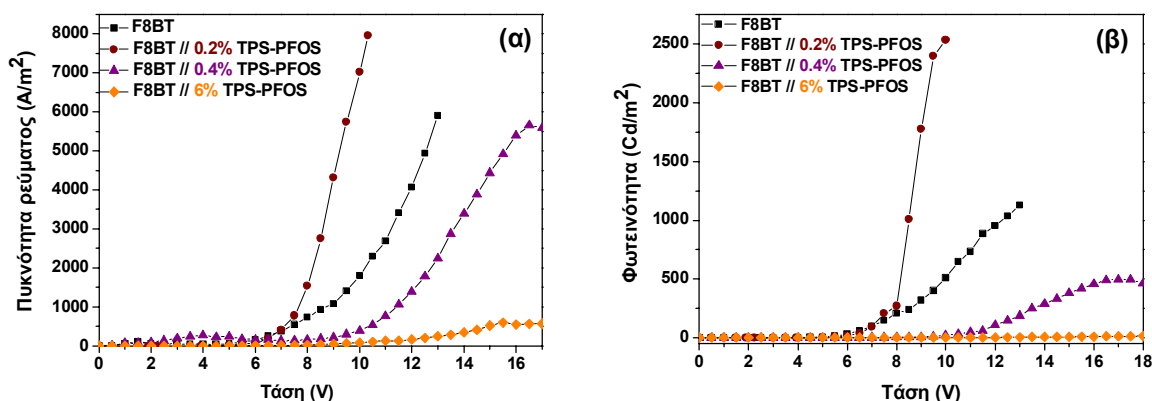 (α)
F8BT
F8BT // 0.2% TPS-PFOS
F8BT // 0.4% TPS-PFOS
F8BT // 6% TPS-PFOS
Πυκνότητα ρεύματος (A/m²)
8000
7000
6000
5000
4000
3000
2000
1000
0
0 2 4 6 8 10 12 14 16
Τάση (V)
(β)
F8BT
F8BT // 0.2% TPS-PFOS
F8BT // 0.4% TPS-PFOS
F8BT // 6% TPS-PFOS
Φωτεινότητα (Cd/m²)
2500
2000
1500
1000
500
0
0 2 4 6 8 10 12 14 16 18
Τάση (V)